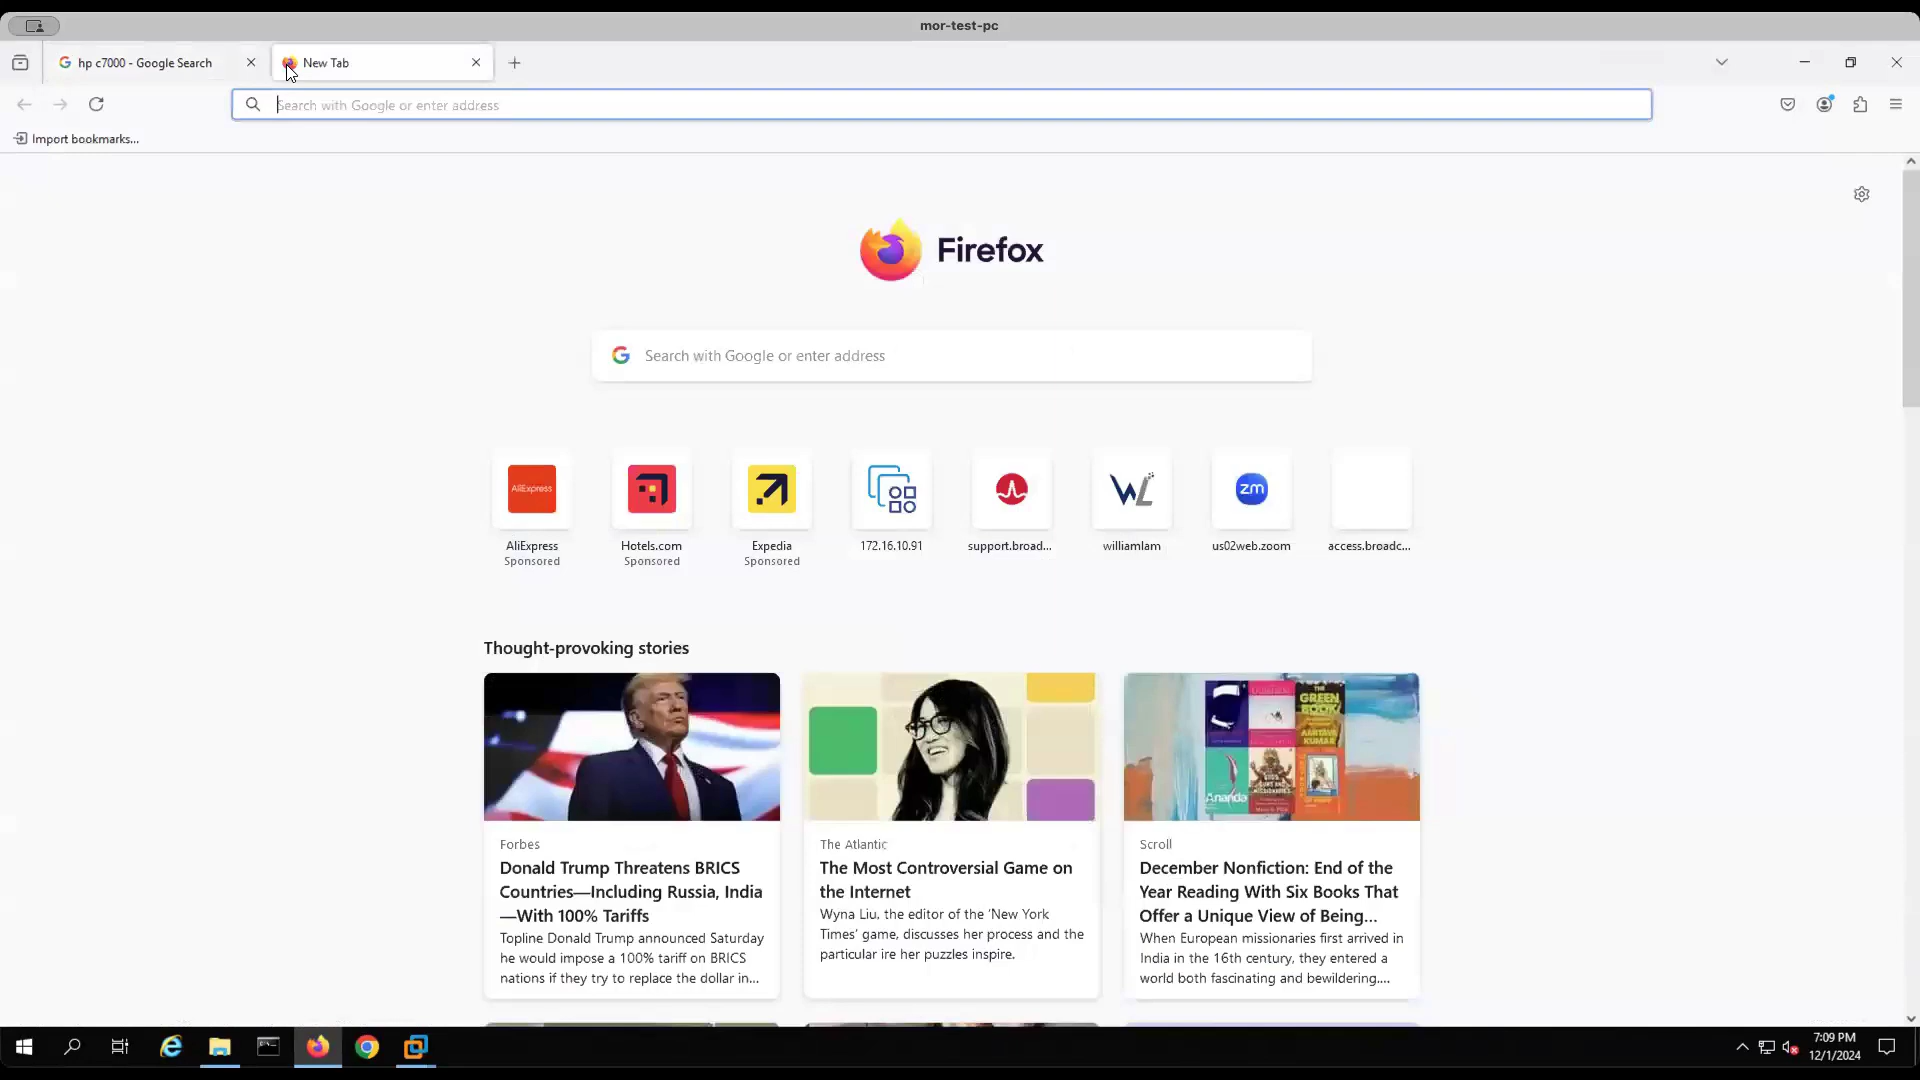 mor-test-pc
hp c7000 - Google Search
New Tab
Search with Google or enter address
Import bookmarks...
Firefox
Search with Google or enter address
AliExpress
AliExpress
Sponsored
Hotels.com
Sponsored
Expedia
Sponsored
172.16.10.91
support.broad...
williamlam
zm
us02web.zoom
access.broadc...
Thought-provoking stories
Forbes
Donald Trump Threatens BRICS
Countries—Including Russia, India
—With 100% Tariffs
Topline Donald Trump announced Saturday
he would impose a 100% tariff on BRICS
nations if they try to replace the dollar in...
The Atlantic
The Most Controversial Game on
the Internet
Wyna Liu, the editor of the ‘New York
Times’ game, discusses her process and the
particular ire her puzzles inspire.
THE
GREEN
BOOK
AMITAVA
KUMAR
Ananda
Scroll
December Nonfiction: End of the
Year Reading With Six Books That
Offer a Unique View of Being...
When European missionaries first arrived in
India in the 16th century, they entered a
world both fascinating and bewildering....
7:09 PM
12/1/2024